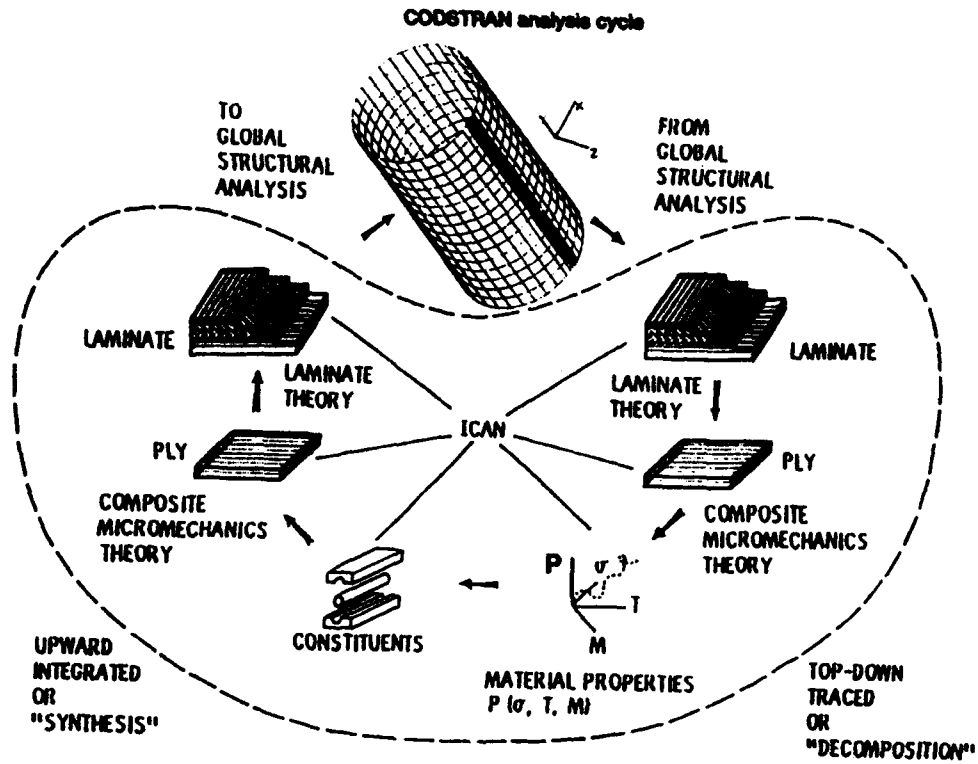 CODSTRAN analysis cycle
TO
GLOBAL
STRUCTURAL
ANALYSIS
x
z
FROM
GLOBAL
STRUCTURAL
ANALYSIS
LAMINATE
LAMINATE
THEORY
PLY
COMPOSITE
MICROMECHANICS
THEORY
CONSTITUENTS
UPWARD
INTEGRATED
OR
"SYNTHESIS"
ICAN
LAMINATE
LAMINATE
THEORY
PLY
COMPOSITE
MICROMECHANICS
THEORY
P
σ
T
M
MATERIAL PROPERTIES
P (σ, T, M)
TOP-DOWN
TRACED
OR
"DECOMPOSITION"